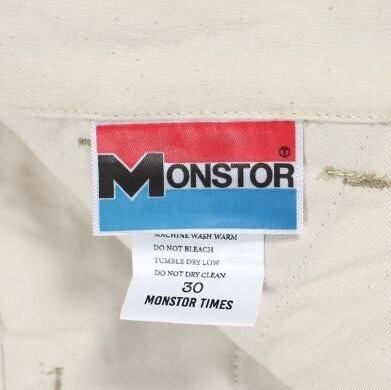 T
MONSTOR
MACHINE WASH WARM
DO NOT BLEACH
TUMBLE DRY LOW
DO NOT DRY CLEAN
30
MONSTOR TIMES